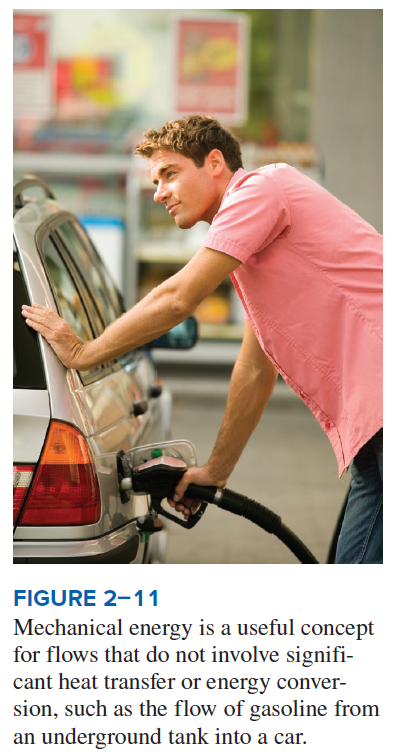 FIGURE 2–11
Mechanical energy is a useful concept
for flows that do not involve signifi-
cant heat transfer or energy conver-
sion, such as the flow of gasoline from
an underground tank into a car.